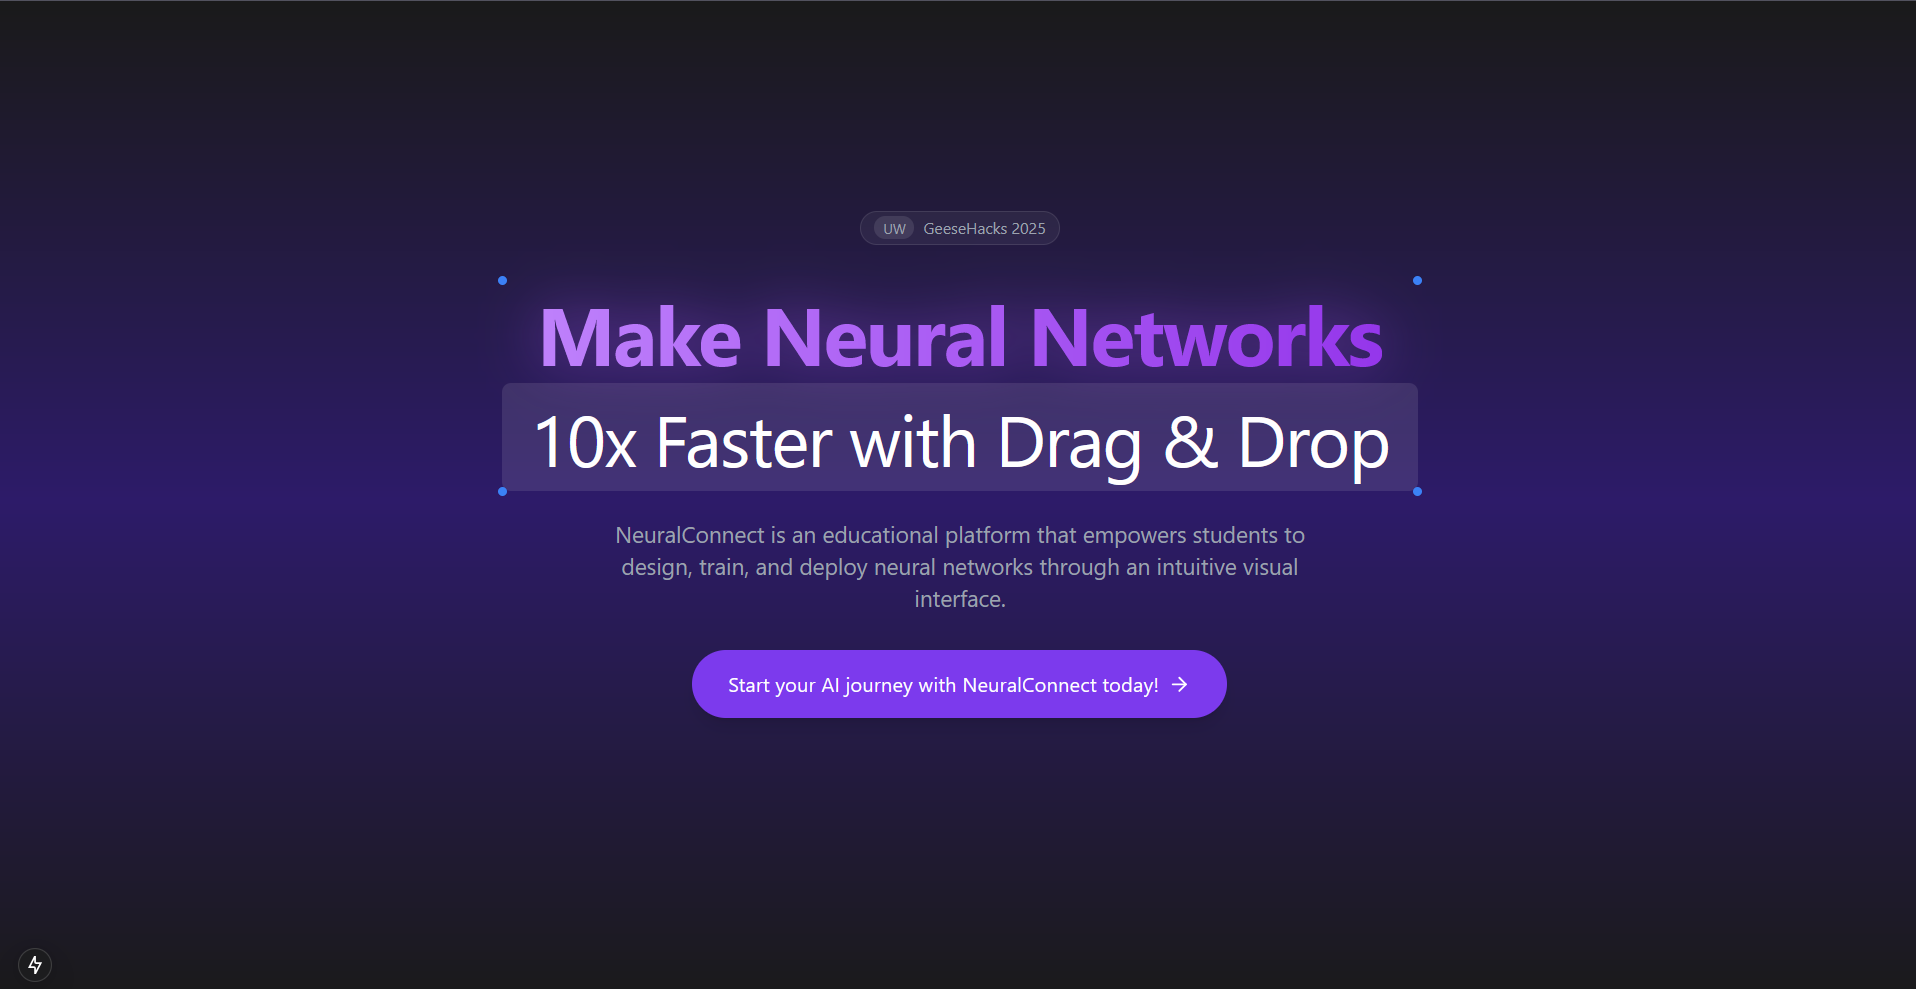 UW GeeseHacks 2025
Make Neural Networks
10x Faster with Drag & Drop
NeuralConnect is an educational platform that empowers students to
design, train, and deploy neural networks through an intuitive visual
interface.
Start your AI journey with NeuralConnect today!